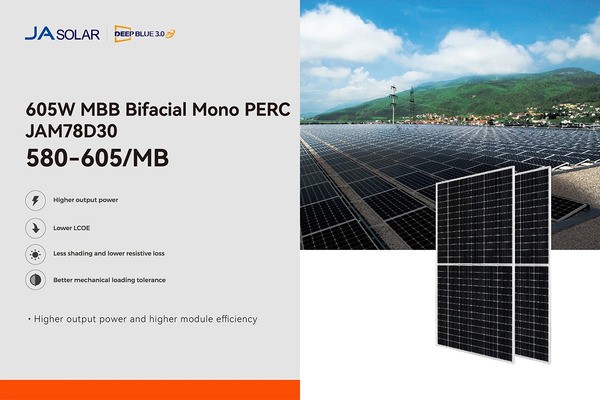 JA SOLAR
DEEP BLUE 3.0
605W MBB Bifacial Mono PERC
JAM78D30
580-605/MB
Higher output power
Lower LCOE
Less shading and lower resistive loss
Better mechanical loading tolerance
• Higher output power and higher module efficiency